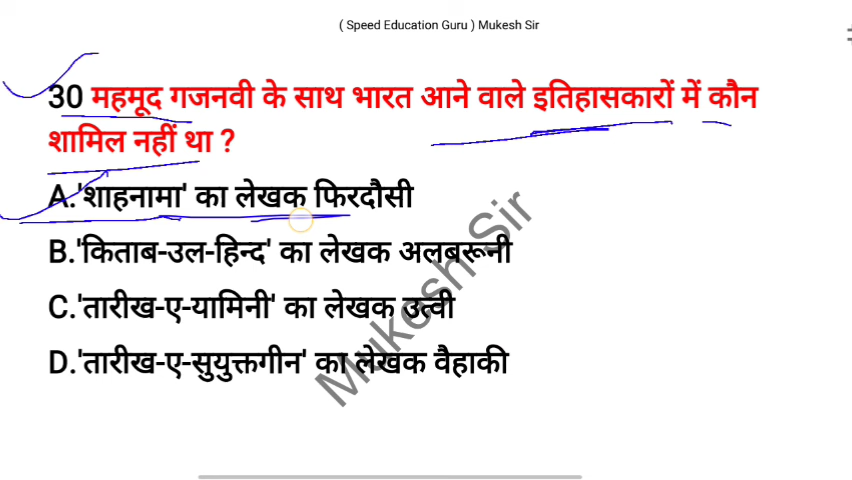 ( Speed Education Guru ) Mukesh Sir
30 महमूद गजनवी के साथ भारत आने वाले इतिहासकारों में कौन
शामिल नहीं था ?
A.'शाहनामा' का लेखक फिरदौसी
B.'किताब-उल-हिन्द' का लेखक अलबरूनी
C.'तारीख-ए-यामिनी' का लेखक उत्वी
D.'तारीख-ए-सुयुक्तगीन' का लेखक वैहाकी
Mukesh Sir